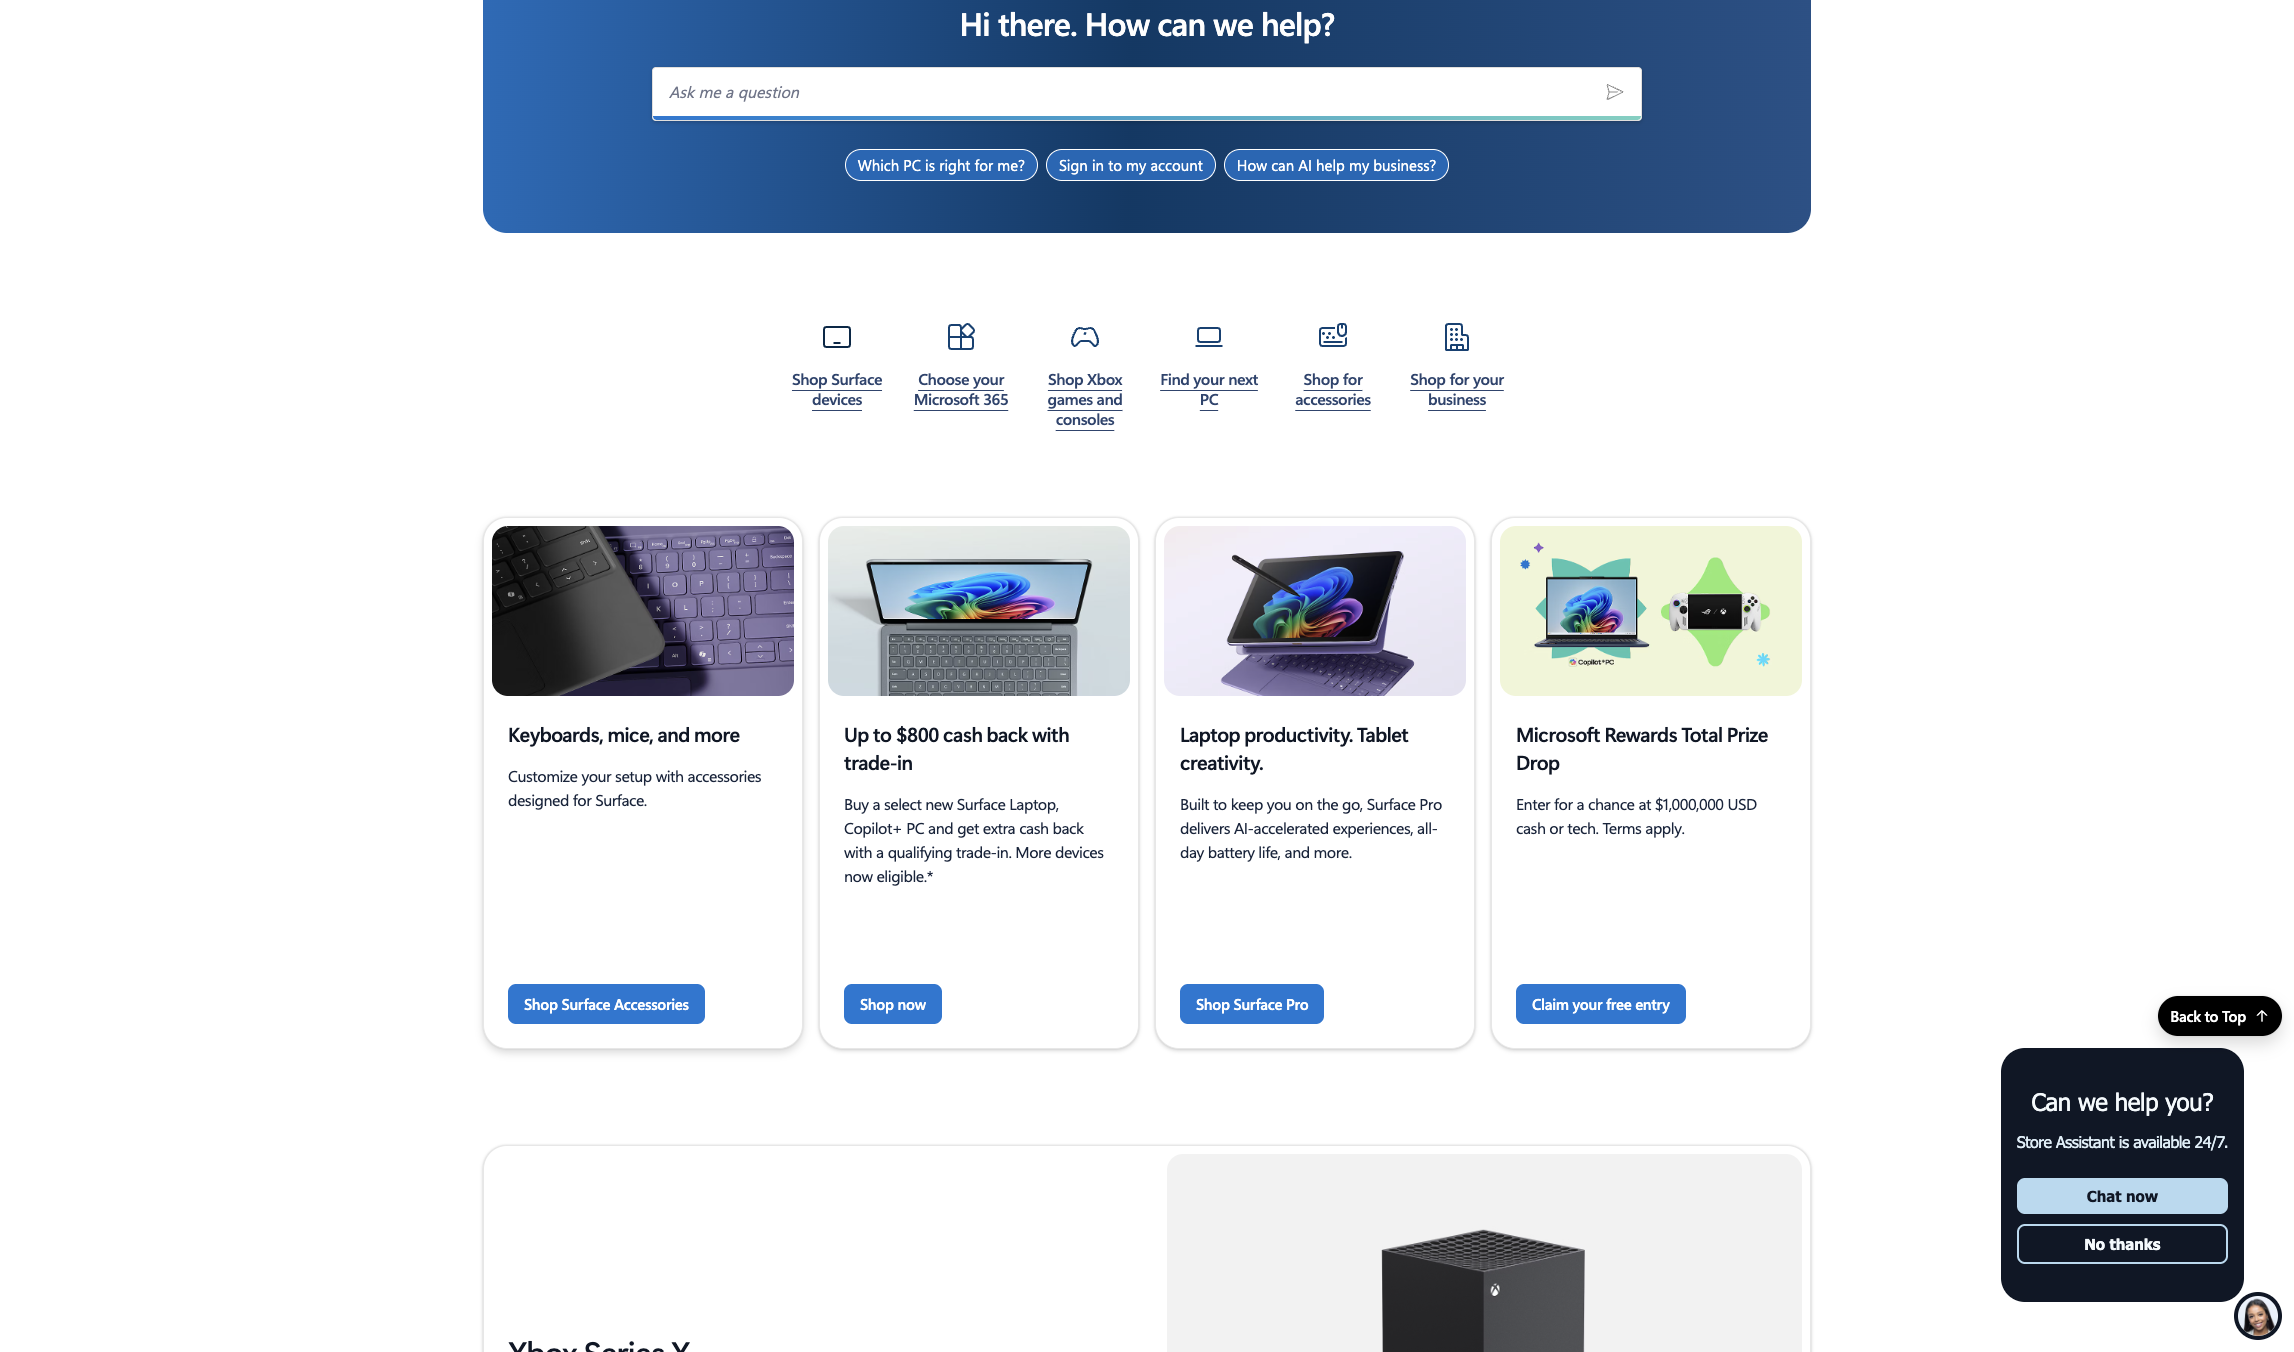 Hi there. How can we help?
Ask me a question
Which PC is right for me?
Sign in to my account
How can AI help my business?
Shop Surface
devices
Choose your
Microsoft 365
Shop Xbox
games and
consoles
Find your next
PC
Shop for
accessories
Shop for your
business
Keyboards, mice, and more
Customize your setup with accessories
designed for Surface.
Shop Surface Accessories
Up to $800 cash back with
trade-in
Buy a select new Surface Laptop,
Copilot+ PC and get extra cash back
with a qualifying trade-in. More devices
now eligible.*
Shop now
Laptop productivity. Tablet
creativity.
Built to keep you on the go, Surface Pro
delivers AI-accelerated experiences, all-
day battery life, and more.
Shop Surface Pro
Copilot+PC
Microsoft Rewards Total Prize
Drop
Enter for a chance at $1,000,000 USD
cash or tech. Terms apply.
Claim your free entry
Back to Top
Can we help you?
Store Assistant is available 24/7.
Chat now
No thanks
Xbox Series X